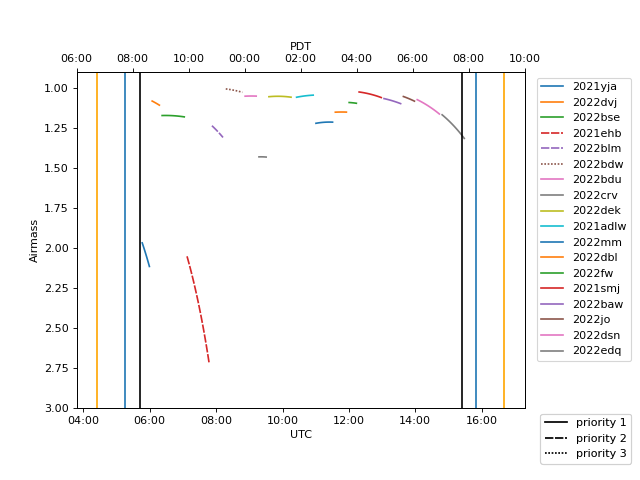 PDT
06:00 08:00 10:00 00:00 02:00 04:00 06:00 08:00 10:00
1.00
1.25
1.50
1.75
2.00
2.25
2.50
2.75
3.00
Airmass
04:00 06:00 08:00 10:00 12:00 14:00 16:00
UTC
2021yja
2022dvj
2022bse
2021ehb
2022blm
2022bdw
2022bdu
2022crv
2022dek
2021adlw
2022mm
2022dbl
2022fw
2021smj
2022baw
2022jo
2022dsn
2022edq
priority 1
priority 2
priority 3